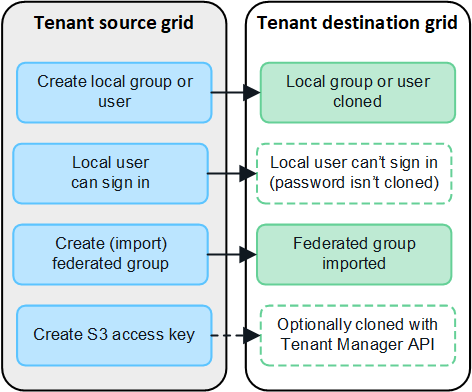 Tenant source grid
Tenant destination grid
Create local group or
user
Local group or user
cloned
Local user
can sign in
Local user can’t sign in
(password isn’t cloned)
Create (import)
federated group
Federated group
imported
Create S3 access key
Optionally cloned with
Tenant Manager API